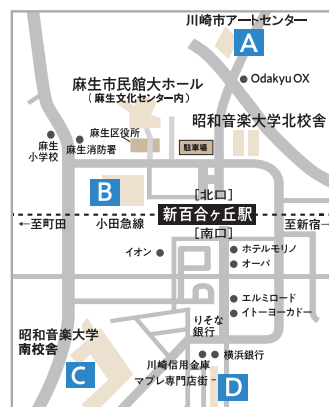 川崎市アートセンター
A
Odakyu OX
麻生市民館大ホール
（麻生文化センター内）
昭和音楽大学北校舎
麻生
小学校
麻生区役所
麻生消防署
駐車場
B
［北口］
新百合ヶ丘駅
［南口］
←至町田
小田急線
至新宿→
イオン
ホテルモリノ
オーパ
エルミロード
イトーヨーカドー
りそな
銀行
昭和音楽大学
南校舎
C
川崎信用金庫
横浜銀行
マプレ専門店街
D